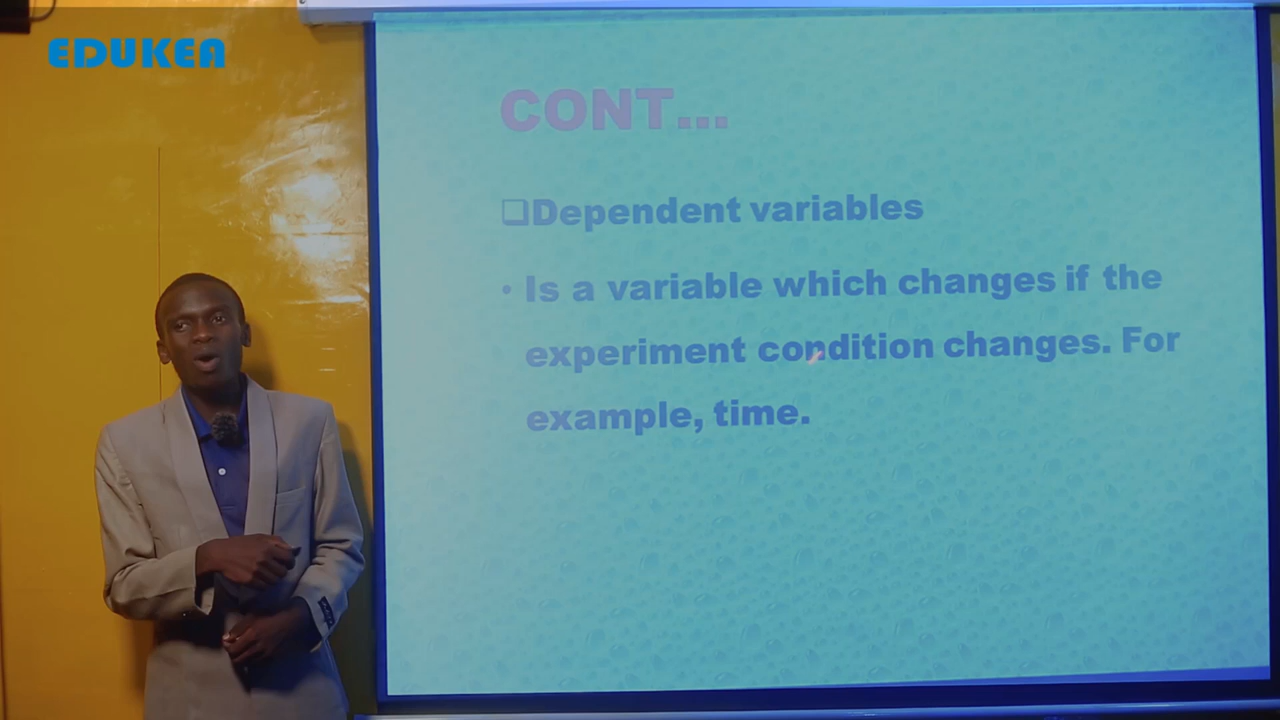 EDUKEA
CONT...
❑Dependent variables
• Is a variable which changes if the
experiment condition changes. For
example, time.